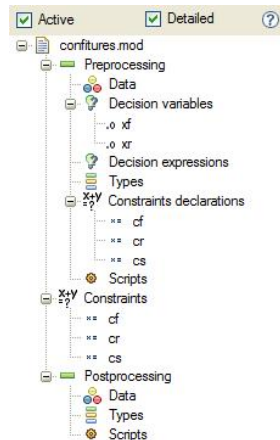 Active Detailed ?
confitures.mod
Preprocessing
Data
Decision variables
.o xf
.o xr
Decision expressions
Types
x+y =? Constraints declarations
x= cf
x= cr
x= cs
Scripts
x+y =? Constraints
x= cf
x= cr
x= cs
Postprocessing
Data
Types
Scripts